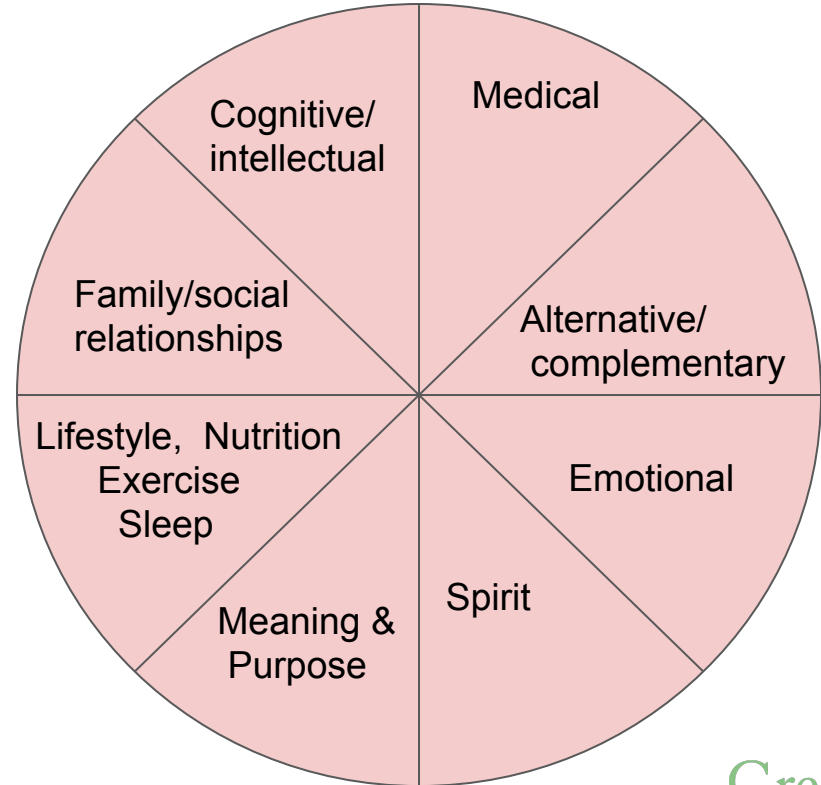 Medical
Alternative/
complementary
Emotional
Spirit
Meaning &
Purpose
Lifestyle, Nutrition
Exercise
Sleep
Family/social
relationships
Cognitive/
intellectual